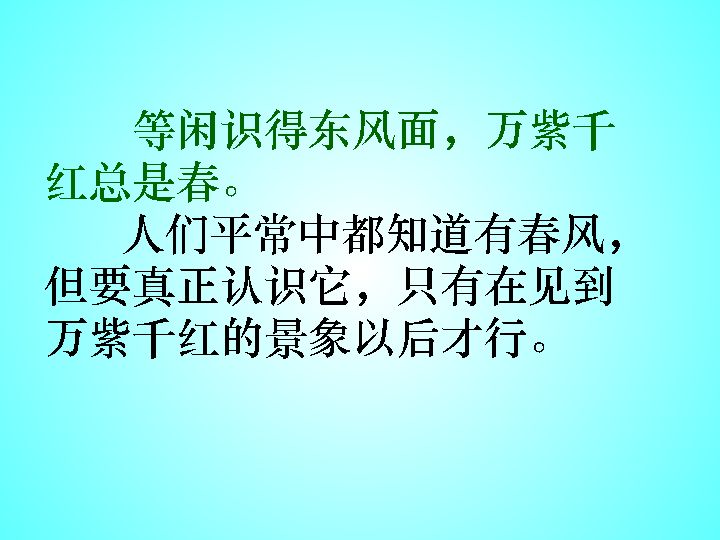 等闲识得东风面，万紫千
红总是春。
人们平常中都知道有春风，
但要真正认识它，只有在见到
万紫千红的景象以后才行。